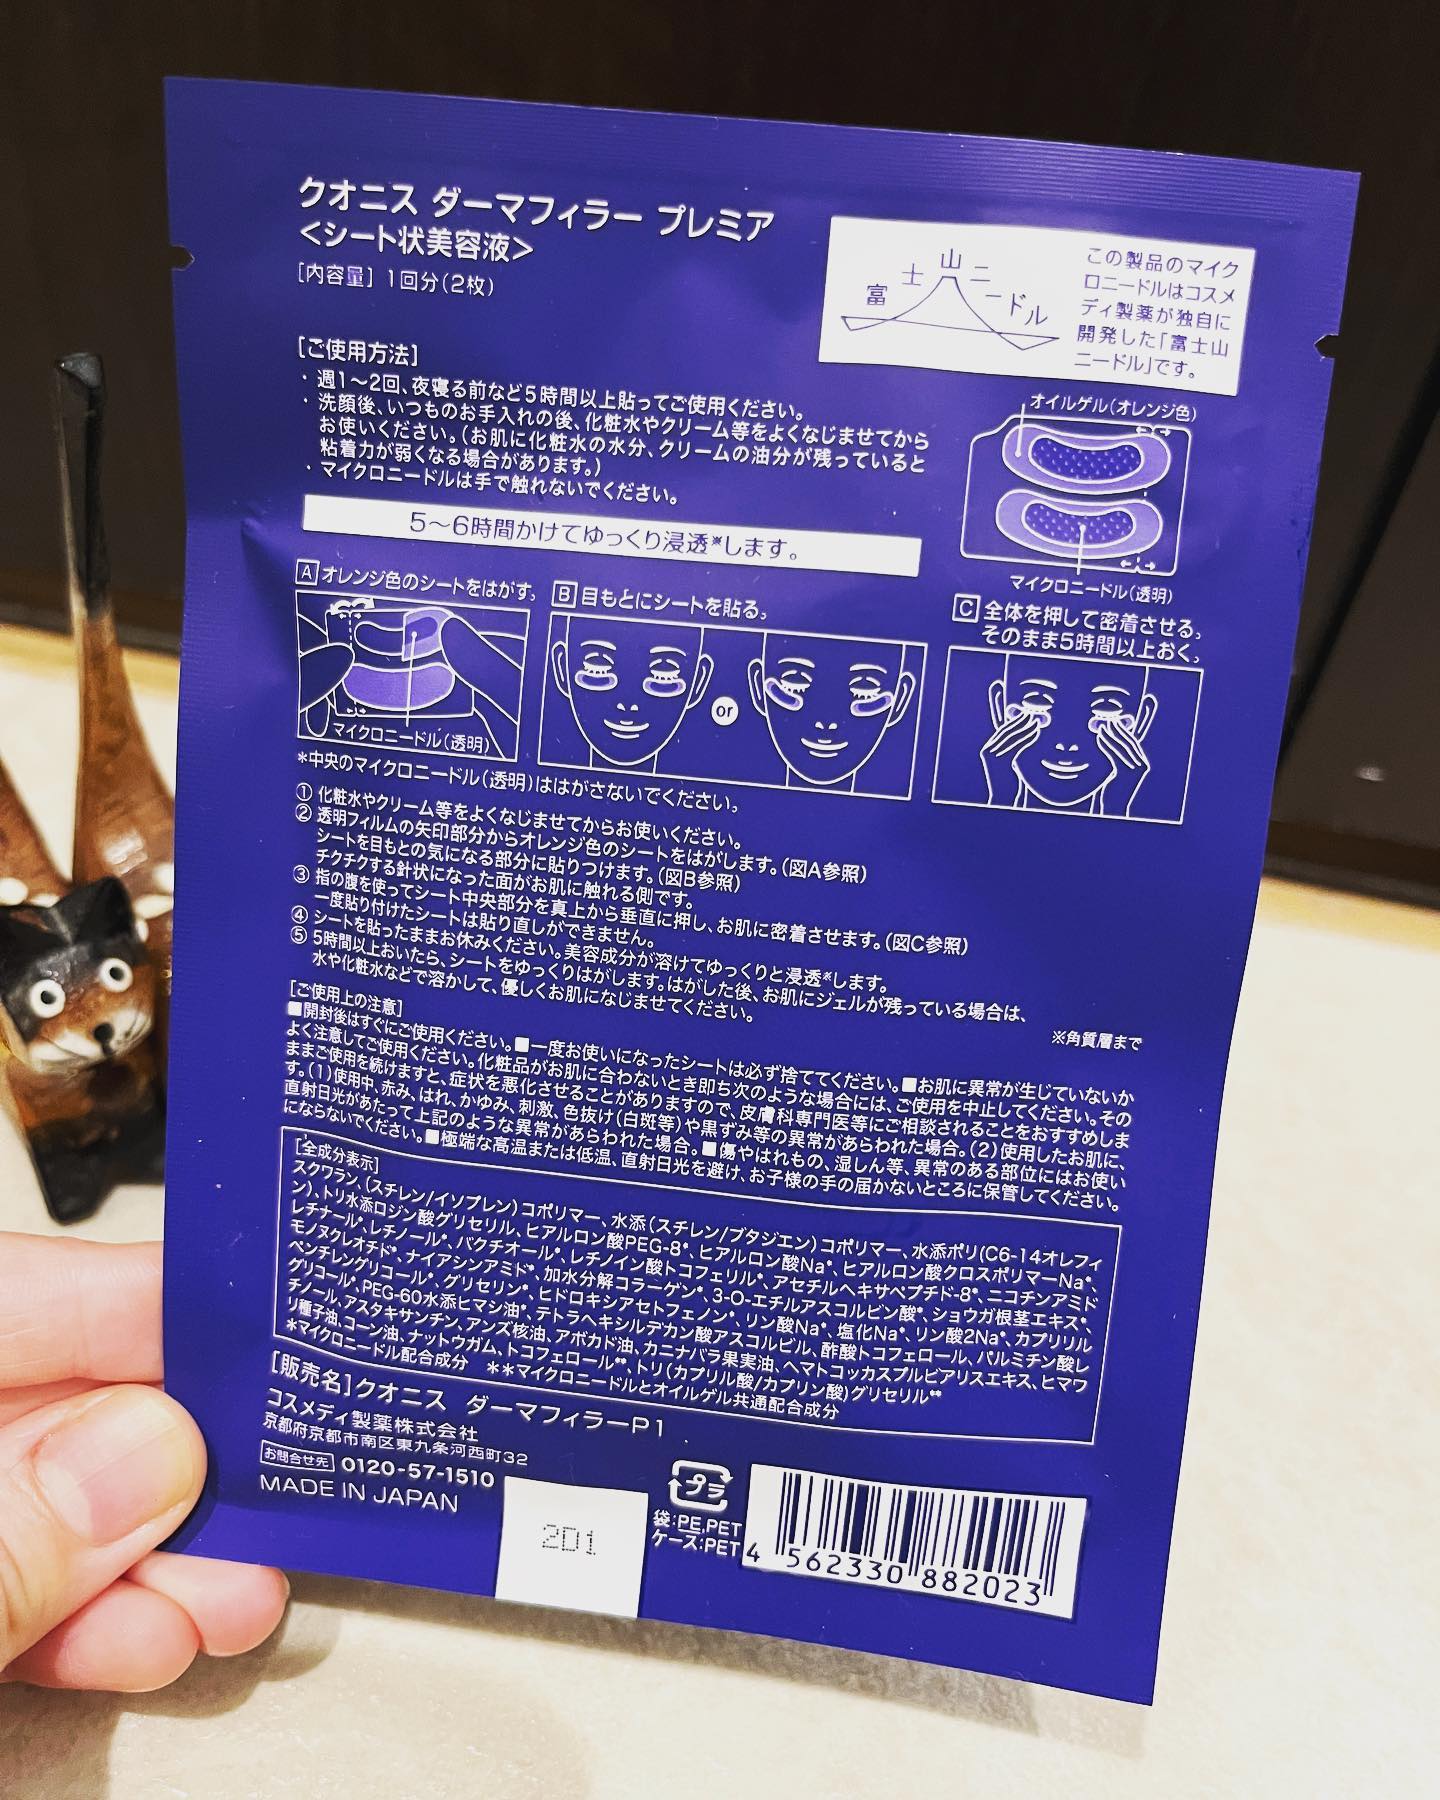 クオニス ダーマフィラー プレミア
<シート状美容液>
[内容量] 1回分(2枚)
富士山ニードル
この製品のマイク
ロニードルはコスメ
ディ製薬が独自に
開発した「富士山
ニードル」です。
[ご使用方法]
・週1〜2回、夜寝る前など5時間以上貼ってご使用ください。
・洗顔後、いつものお手入れの後、化粧水やクリーム等をよくなじませてから
お使いください。(お肌に化粧水の水分、クリームの油分が残っていると
粘着力が弱くなる場合があります。)
・マイクロニードルは手で触れないでください。
オイルゲル(オレンジ色)
マイクロニードル(透明)
5〜6時間かけてゆっくり浸透※します。
A オレンジ色のシートをはがす。
マイクロニードル(透明)
B 目もとにシートを貼る。
or
C 全体を押して密着させる。
そのまま5時間以上おく。
*中央のマイクロニードル(透明)ははがさないでください。
① 化粧水やクリーム等をよくなじませてからお使いください。
② 透明フィルムの矢印部分からオレンジ色のシートをはがします。(図A参照)
シートを目もとの気になる部分に貼りつけます。(図B参照)
チクチクする針状になった面がお肌に触れる側です。
③ 指の腹を使ってシート中央部分を真上から垂直に押し、お肌に密着させます。(図C参照)
一度貼り付けたシートは貼り直しができません。
④ シートを貼ったままお休みください。美容成分が溶けてゆっくりと浸透※します。
⑤ 5時間以上おいたら、シートをゆっくりはがします。はがした後、お肌にジェルが残っている場合は、
水や化粧水などで溶かして、優しくお肌になじませてください。
※角質層まで
[ご使用上の注意]
■開封後はすぐにご使用ください。■一度お使いになったシートは必ず捨ててください。■お肌に異常が生じていないか
よく注意してご使用ください。化粧品がお肌に合わないとき即ち次のような場合には、ご使用を中止してください。その
ままご使用を続けますと、症状を悪化させることがありますので、皮膚科専門医等にご相談されることをおすすめしま
す。(1)使用中、赤み、はれ、かゆみ、刺激、色抜け(白斑等)や黒ずみ等の異常があらわれた場合。(2)使用したお肌に、
直射日光があたって上記のような異常があらわれた場合。■傷やはれもの、湿しん等、異常のある部位にはお使い
にならないでください。■極端な高温または低温、直射日光を避け、お子様の手の届かないところに保管してください。
[全成分表示]
スクワラン、(スチレン/イソプレン)コポリマー、水添(スチレン/ブタジエン)コポリマー、水添ポリ(C6-14オレフィ
ン)、トリ水添ロジン酸グリセリル、ヒアルロン酸PEG-8*、ヒアルロン酸Na*、ヒアルロン酸クロスポリマーNa*、
レチナール*、レチノール*、バクチオール*、レチノイン酸トコフェリル*、アセチルヘキサペプチド-8*、ニコチンアミド
モノヌクレオチド*、ナイアシンアミド*、加水分解コラーゲン*、3-O-エチルアスコルビン酸*、ショウガ根茎エキス*、
ペンチレングリコール*、グリセリン*、ヒドロキシアセトフェノン*、リン酸Na*、塩化Na*、リン酸2Na*、カプリリル
グリコール*、PEG-60水添ヒマシ油*、テトラヘキシルデカン酸アスコルビル、酢酸トコフェロール、パルミチン酸レ
チノール、アスタキサンチン、アンズ核油、アボカド油、カニナバラ果実油、ヘマトコッカスプルビアリスエキス、ヒマワ
リ種子油、コーン油、ナットウガム、トコフェロール**、トリ(カプリル酸/カプリン酸)グリセリル**
*マイクロニードル配合成分 **マイクロニードルとオイルゲル共通配合成分
[販売名]クオニス ダーマフィラーP1
コスメディ製薬株式会社
京都府京都市南区東九条河西町32
お問合せ先 0120-57-1510
MADE IN JAPAN
2D1
プラ
袋:PE,PET
ケース:PET
4 562330 882023